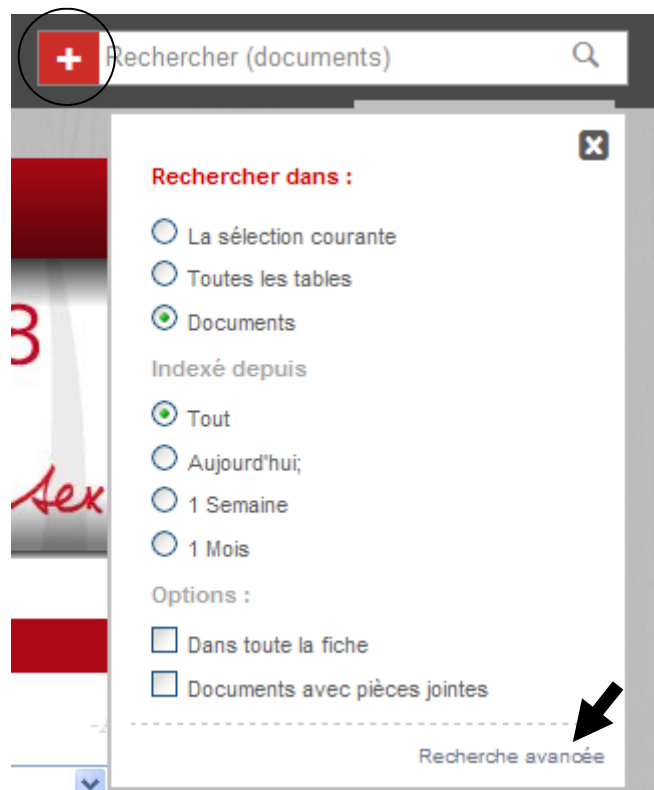 + Rechercher (documents)
Rechercher dans :
La sélection courante
Toutes les tables
Documents
Indexé depuis
Tout
Aujourd'hui;
1 Semaine
1 Mois
Options :
Dans toute la fiche
Documents avec pièces jointes
Recherche avancée